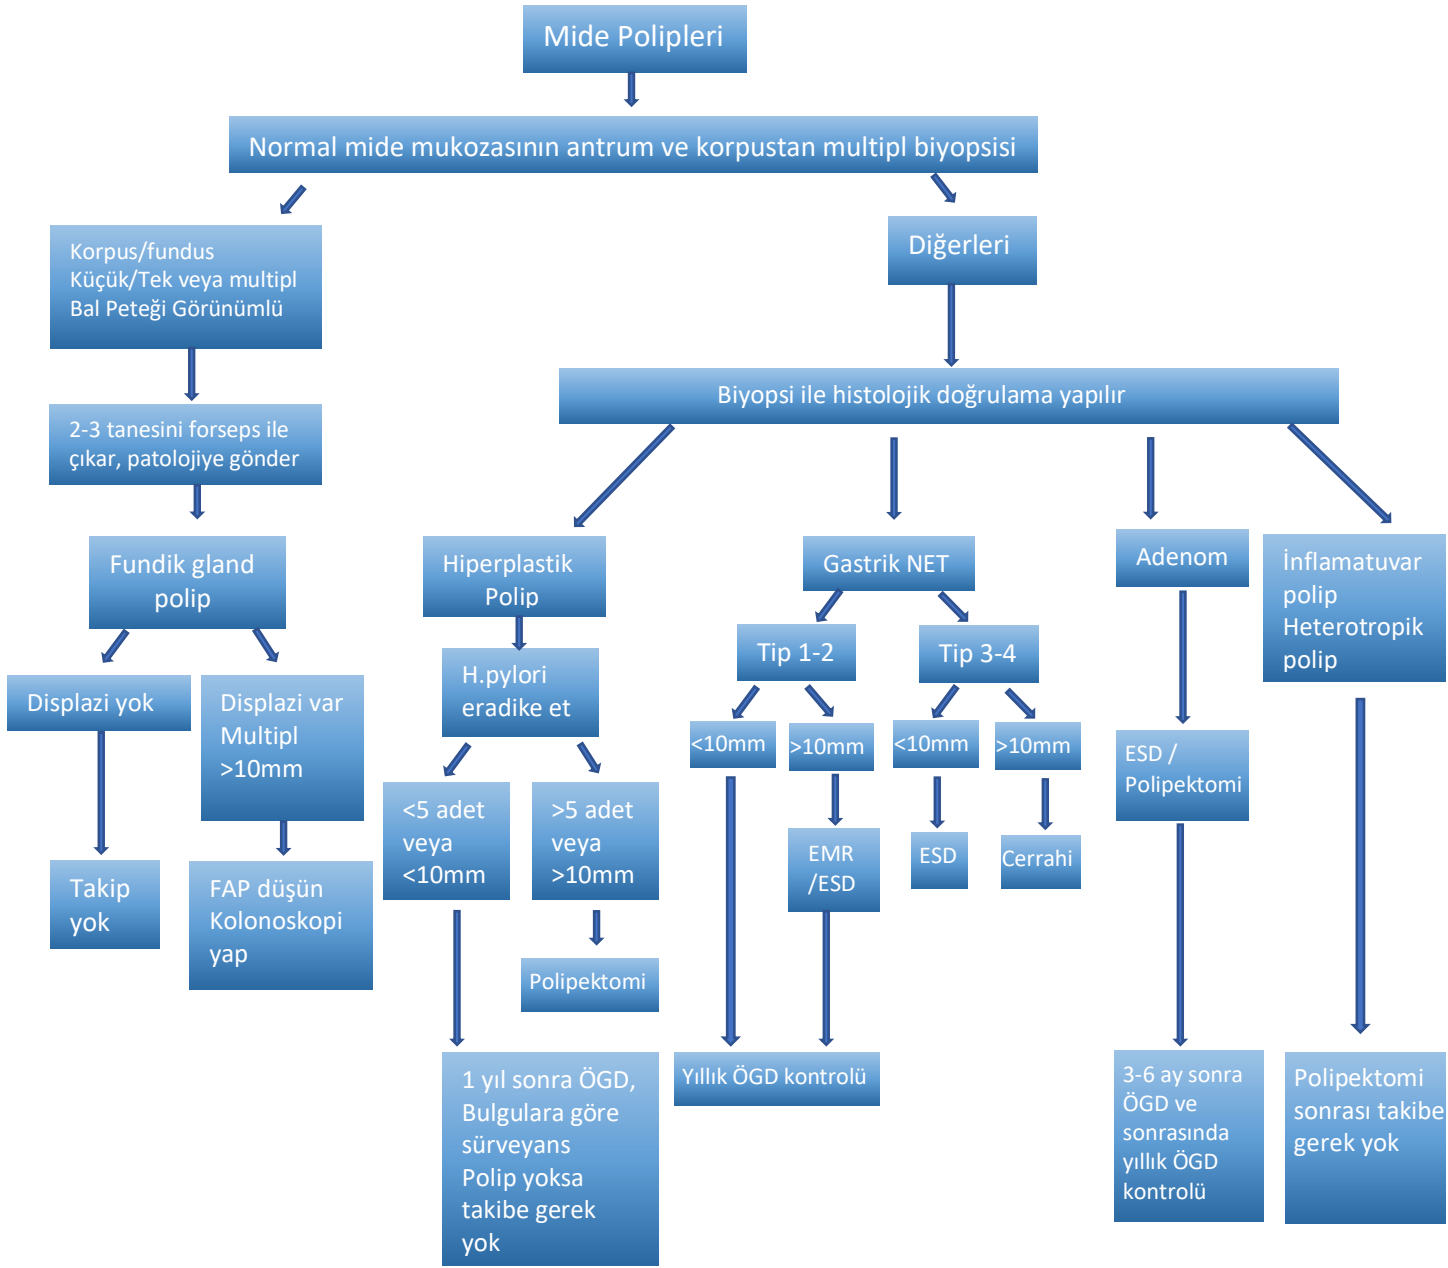 Mide Polipleri
Normal mide mukozasının antrum ve korpustan multipl biyopsisi
Korpus/fundus
Küçük/Tek veya multipl
Bal Peteği Görünümlü
Diğerleri
2-3 tanesini forseps ile
çıkar, patolojiye gönder
Biyopsi ile histolojik doğrulama yapılır
Fundik gland
polip
Hiperplastik
Polip
Gastrik NET
Adenom
İnflamatuvar
polip
Heterotropik
polip
Displazi yok
Displazi var
Multipl
>10mm
H.pylori
eradike et
Tip 1-2
Tip 3-4
<10mm
>10mm
<10mm
>10mm
ESD /
Polipektomi
Takip
yok
FAP düşün
Kolonoskopi
yap
<5 adet
veya
<10mm
>5 adet
veya
>10mm
EMR
/ESD
ESD
Cerrahi
Polipektomi
1 yıl sonra ÖGD,
Bulgulara göre
sürveyans
Polip yoksa
takibe gerek
yok
Yıllık ÖGD kontrolü
3-6 ay sonra
ÖGD ve
sonrasında
yıllık ÖGD
kontrolü
Polipektomi
sonrası takibe
gerek yok